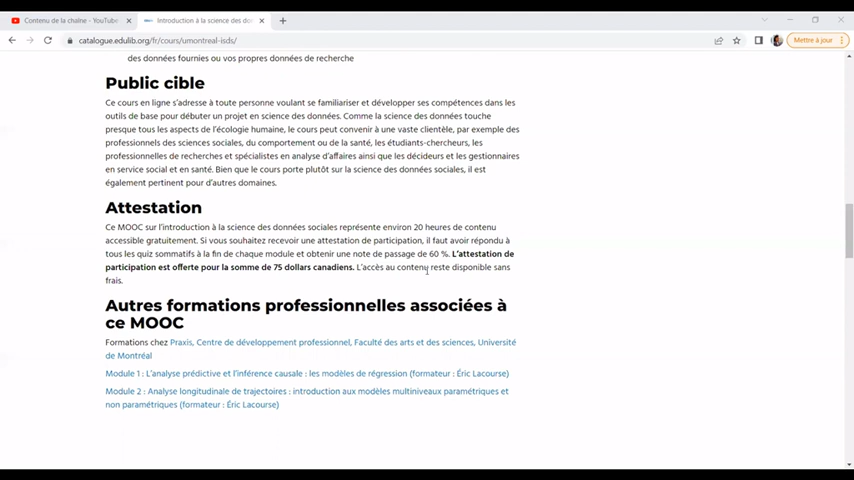 Contenu de la chaîne - YouTube
Introduction à la science des do
catalogue.edulib.org/fr/cours/umontreal-isds/
Mettre à jour
des données fournies ou vos propres données de recherche
Public cible
Ce cours en ligne s'adresse à toute personne voulant se familiariser et développer ses compétences dans les
outils de base pour débuter un projet en science des données. Comme la science des données touche
presque tous les aspects de l'écologie humaine, le cours peut convenir à une vaste clientèle, par exemple des
professionnels des sciences sociales, du comportement ou de la santé, les étudiants-chercheurs, les
professionnelles de recherches et spécialistes en analyse d'affaires ainsi que les décideurs et les gestionnaires
en service social et en santé. Bien que le cours porte plutôt sur la science des données sociales, il est
également pertinent pour d'autres domaines.
Attestation
Ce MOOC sur l'introduction à la science des données sociales représente environ 20 heures de contenu
accessible gratuitement. Si vous souhaitez recevoir une attestation de participation, il faut avoir répondu à
tous les quiz sommatifs à la fin de chaque module et obtenir une note de passage de 60 %. L'attestation de
participation est offerte pour la somme de 75 dollars canadiens. L'accès au contenu reste disponible sans
frais.
Autres formations professionnelles associées à
ce MOOC
Formations chez Praxis, Centre de développement professionnel, Faculté des arts et des sciences, Université
de Montréal
Module 1 : L'analyse prédictive et l'inférence causale : les modèles de régression (formateur : Éric Lacourse)
Module 2 : Analyse longitudinale de trajectoires : introduction aux modèles multiniveaux paramétriques et
non paramétriques (formateur : Éric Lacourse)